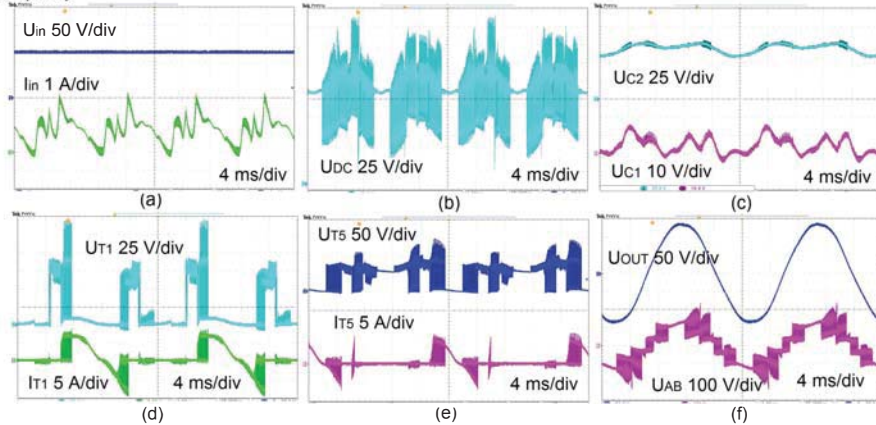 Uin 50 V/div
Iin 1 A/div
4 ms/div
(a)
UDC 25 V/div
4 ms/div
(b)
UC2 25 V/div
UC1 10 V/div
4 ms/div
(c)
UT1 25 V/div
IT1 5 A/div
4 ms/div
(d)
UT5 50 V/div
IT5 5 A/div
4 ms/div
(e)
UOUT 50 V/div
UAB 100 V/div
4 ms/div
(f)